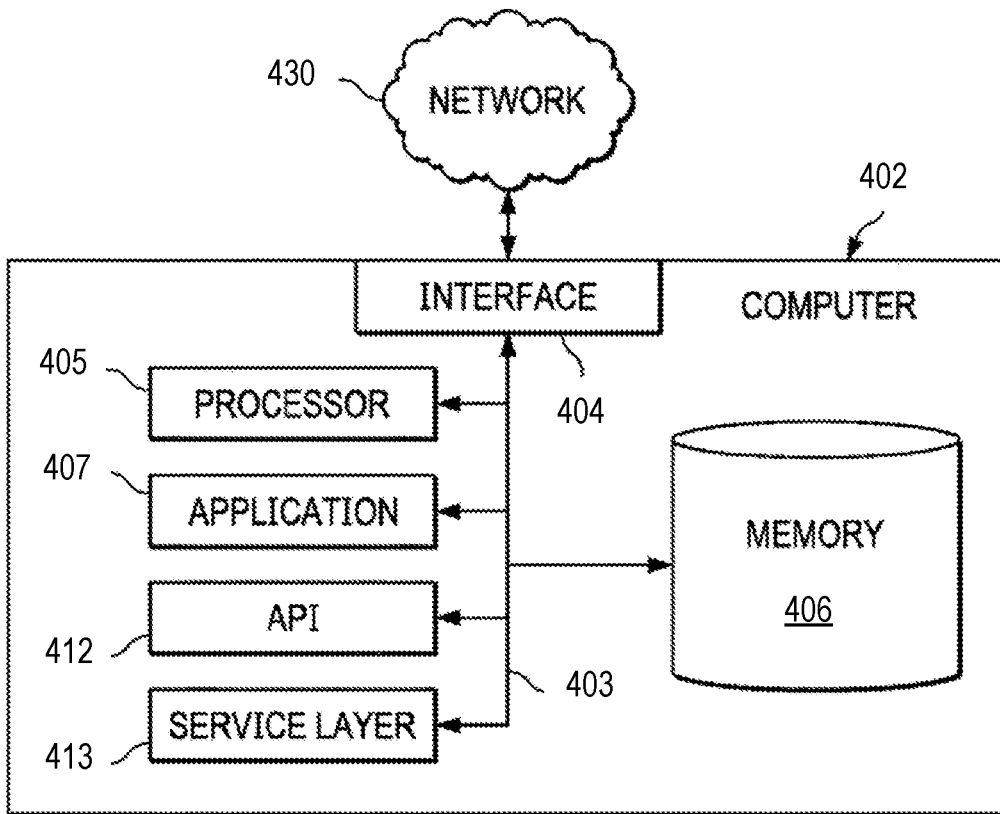 430
NETWORK
402
INTERFACE
COMPUTER
405
PROCESSOR
404
407
APPLICATION
MEMORY
406
API
412
403
SERVICE LAYER
413